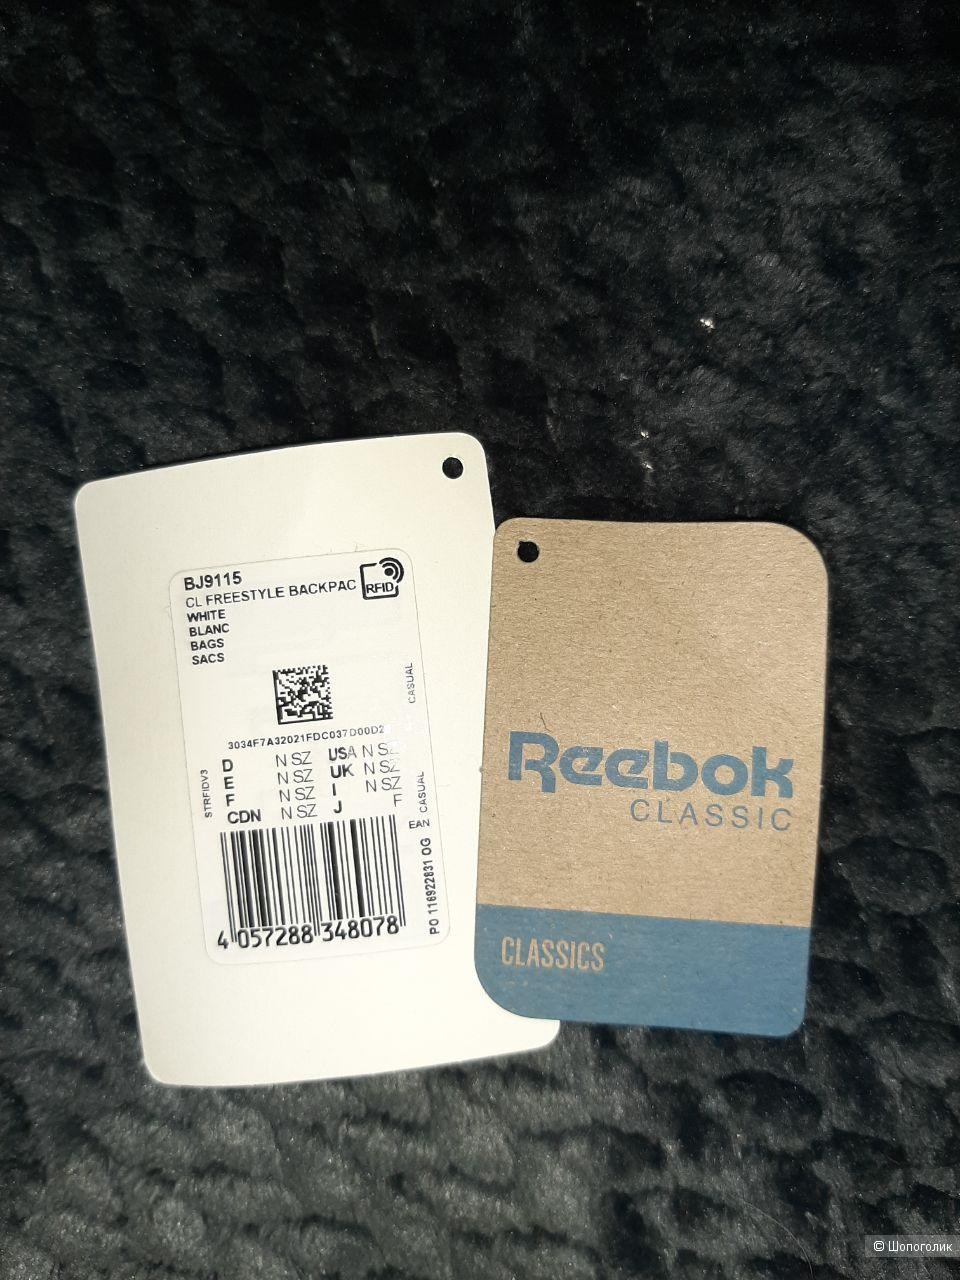 BJ9115
CL FREESTYLE BACKPAC
RFID
WHITE
BLANC
BAGS
SACS
CASUAL
3034F7A32021FDC037D00D2
STRFIDV3
D N SZ USA N SZ
E N SZ UK N SZ
F N SZ I N SZ
CDN N SZ J F
CASUAL
EAN
PO 116922831 OG
4 057288 348078
Reebok
CLASSIC
CLASSICS
© Шопоголик